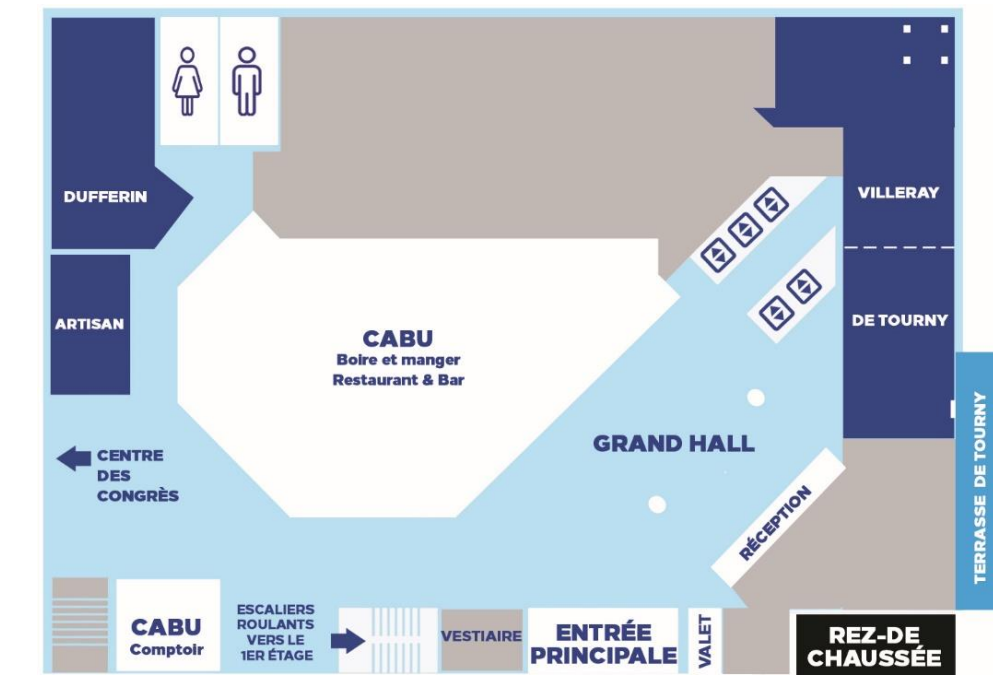 DUFFERIN
VILLERAY
ARTISAN
DE TOURNY
CABU
Boire et manger
Restaurant & Bar
GRAND HALL
CENTRE
DES
CONGRÈS
RÉCEPTION
TERRASSE DE TOURNY
CABU
Comptoir
ESCALIERS
ROULANTS
VERS LE
1ER ÉTAGE
VESTIAIRE
ENTRÉE
PRINCIPALE
VALET
REZ-DE
CHAUSSÉE